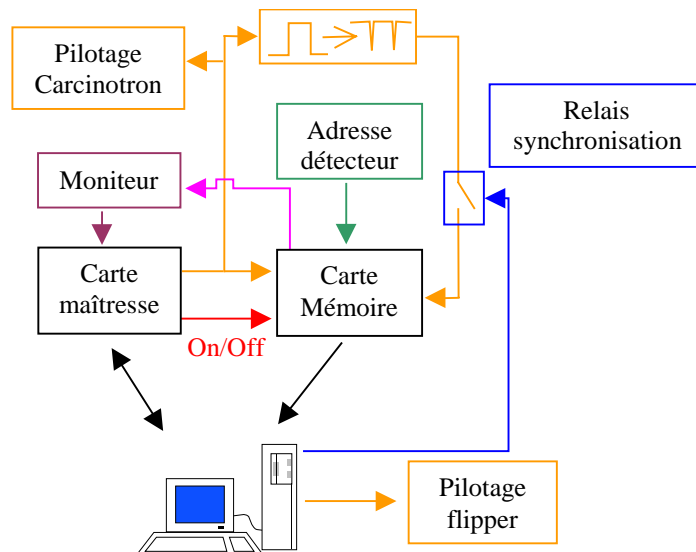 Pilotage
Carcinotron
Adresse
détecteur
Relais
synchronisation
Moniteur
Carte
maîtresse
Carte
Mémoire
On/Off
Pilotage
flipper